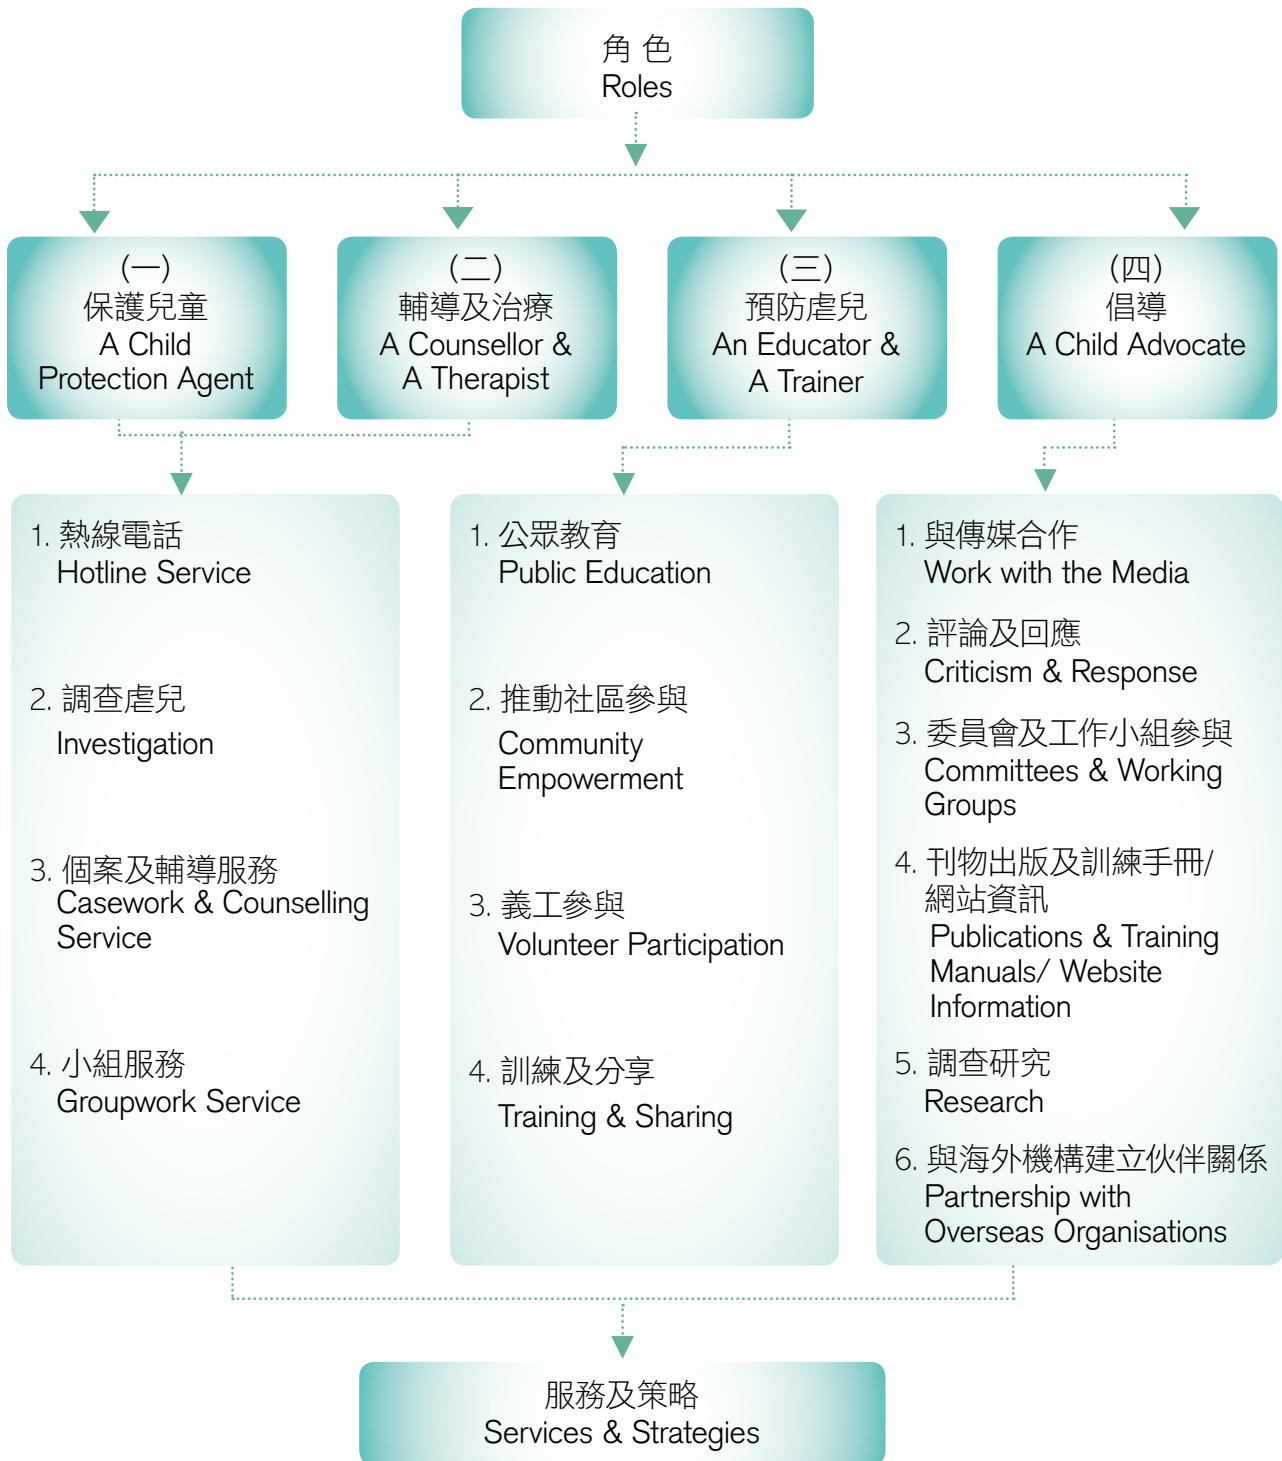 角 色
Roles
(一)
保護兒童
A Child
Protection Agent
(二)
輔導及治療
A Counsellor &
A Therapist
(三)
預防虐兒
An Educator &
A Trainer
(四)
倡導
A Child Advocate
1. 熱線電話
Hotline Service
2. 調查虐兒
Investigation
3. 個案及輔導服務
Casework & Counselling
Service
4. 小組服務
Groupwork Service
1. 公眾教育
Public Education
2. 推動社區參與
Community
Empowerment
3. 義工參與
Volunteer Participation
4. 訓練及分享
Training & Sharing
1. 與傳媒合作
Work with the Media
2. 評論及回應
Criticism & Response
3. 委員會及工作小組參與
Committees & Working
Groups
4. 刊物出版及訓練手冊/
網站資訊
Publications & Training
Manuals/ Website
Information
5. 調查研究
Research
6. 與海外機構建立伙伴關係
Partnership with
Overseas Organisations
服務及策略
Services & Strategies